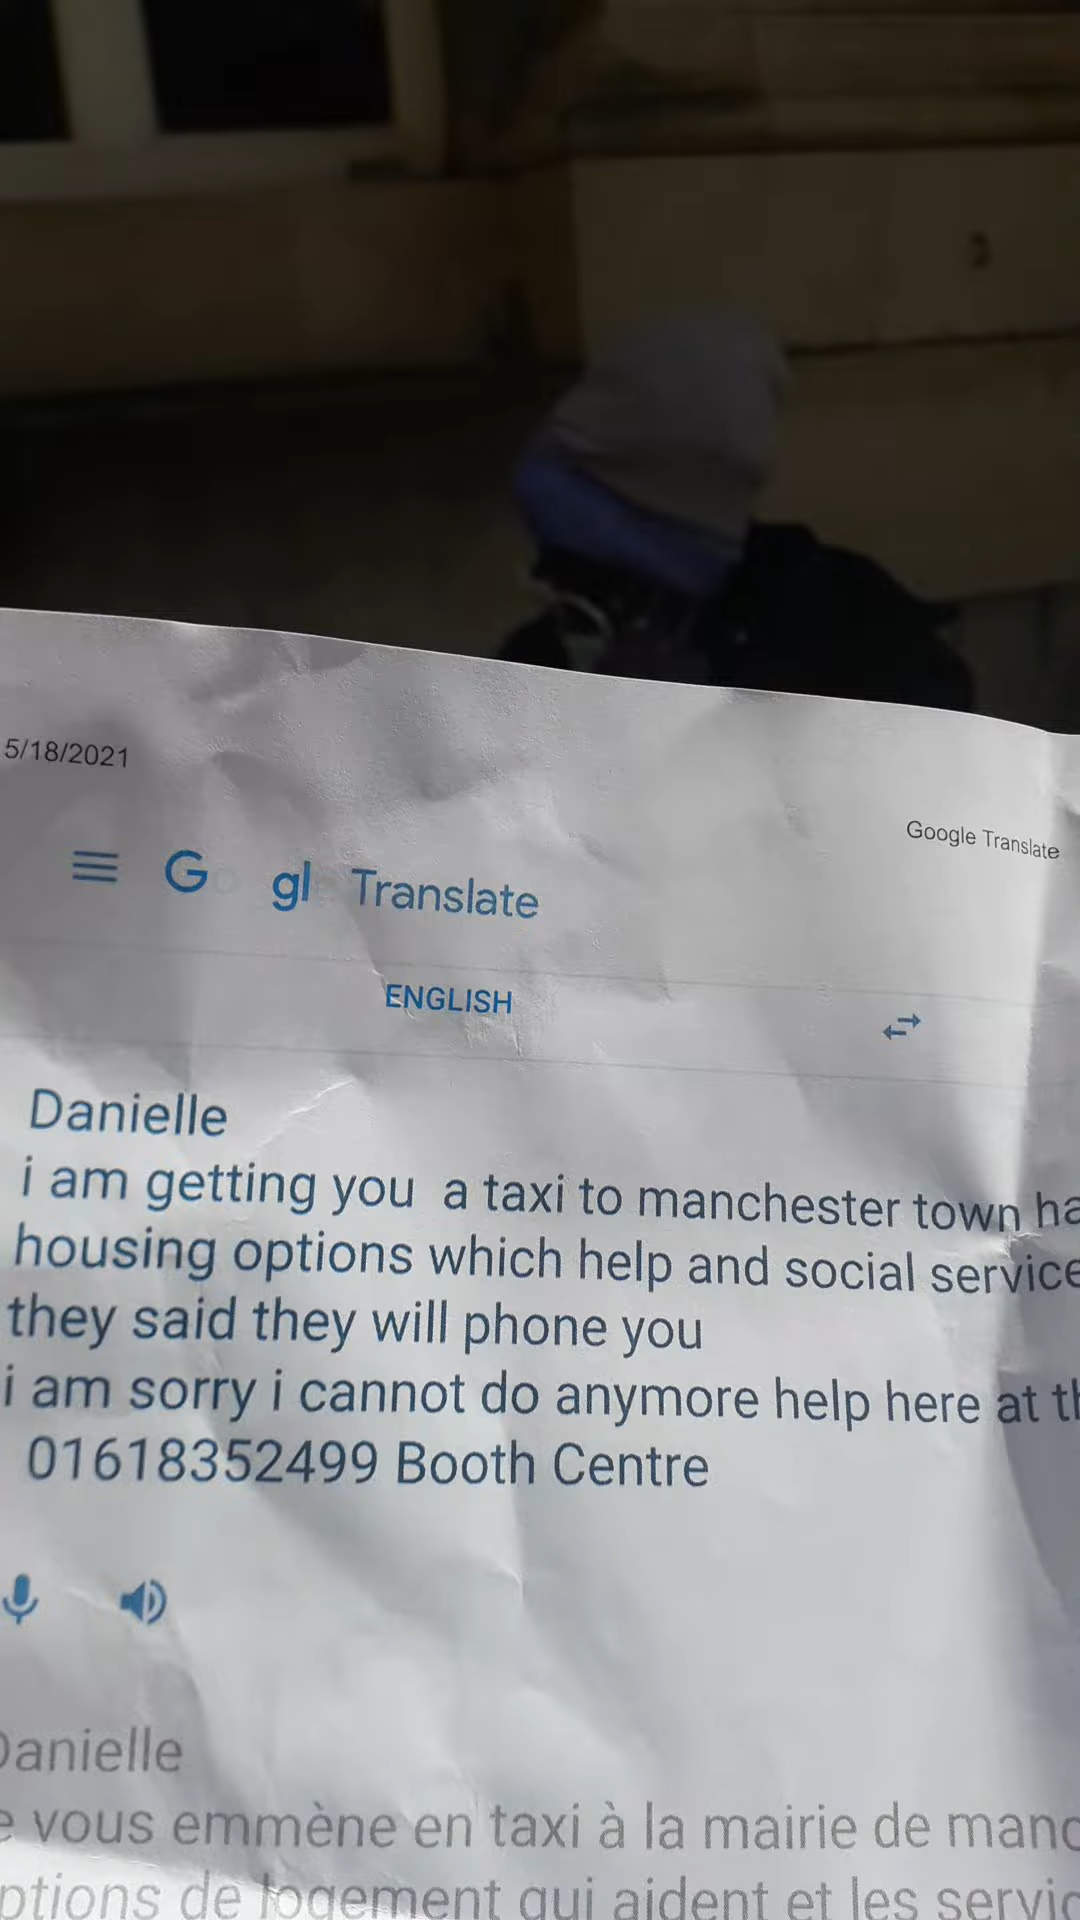 5/18/2021
Google Translate
G gl Translate
ENGLISH
Danielle
i am getting you a taxi to manchester town
housing options which help and social
they said they will phone you
i am sorry i cannot do anymore help here at
01618352499 Booth Centre
vous emmène en taxi à la mairie de
de logement qui aident et les